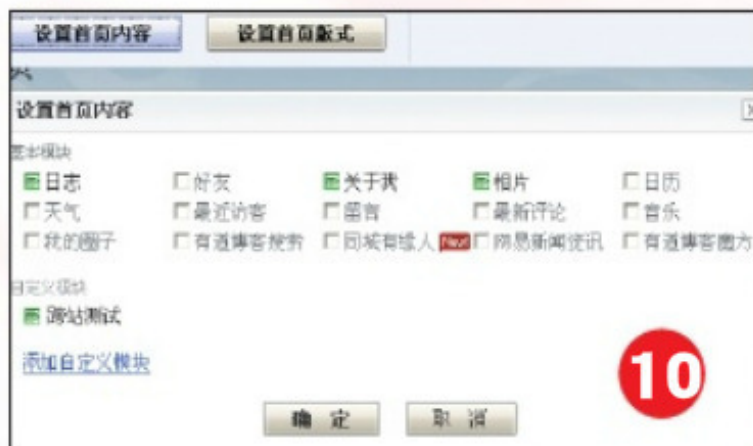 设置首页内容 设置首页版式
设置首页内容
基本模块
日志 好友 关于我 相片 日历
天气 最近访客 留言 最新评论 音乐
我的圈子 有道博客搜索 同城有缘人 New 网易新闻资讯 有道博客魔方
自定义模块
跨站测试
添加自定义模块
确 定 取 消
10